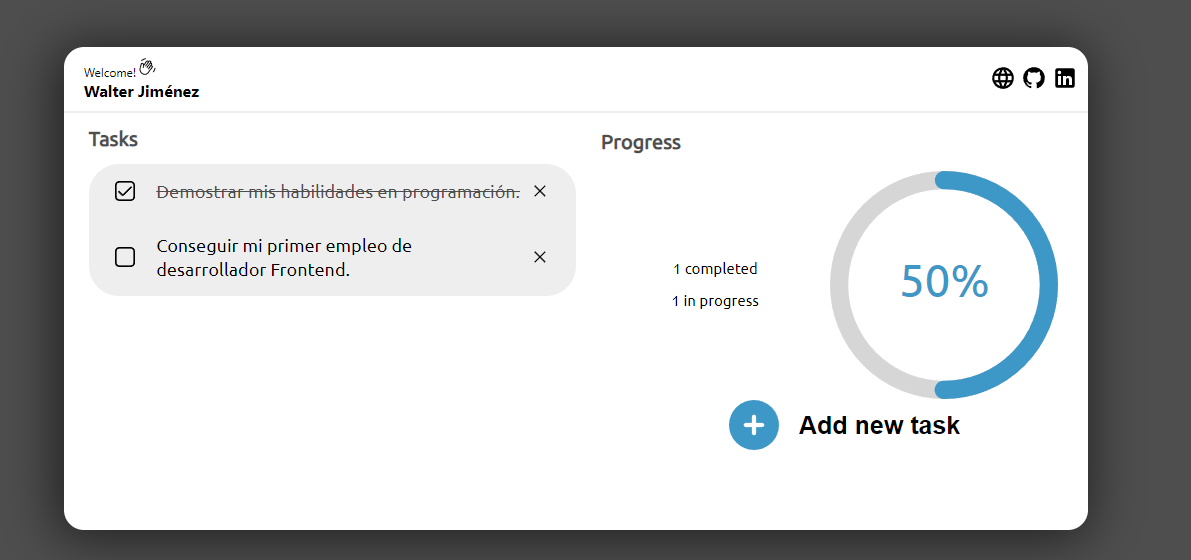 Welcome!
Walter Jiménez
Tasks
Demostrar mis habilidades en programación.
Conseguir mi primer empleo de
desarrollador Frontend.
Progress
1 completed
1 in progress
50%
Add new task